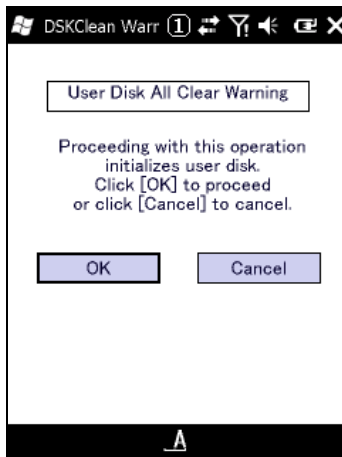 DSKClean Warr 1
User Disk All Clear Warning
Proceeding with this operation
initializes user disk.
Click [OK] to proceed
or click [Cancel] to cancel.
OK Cancel
A